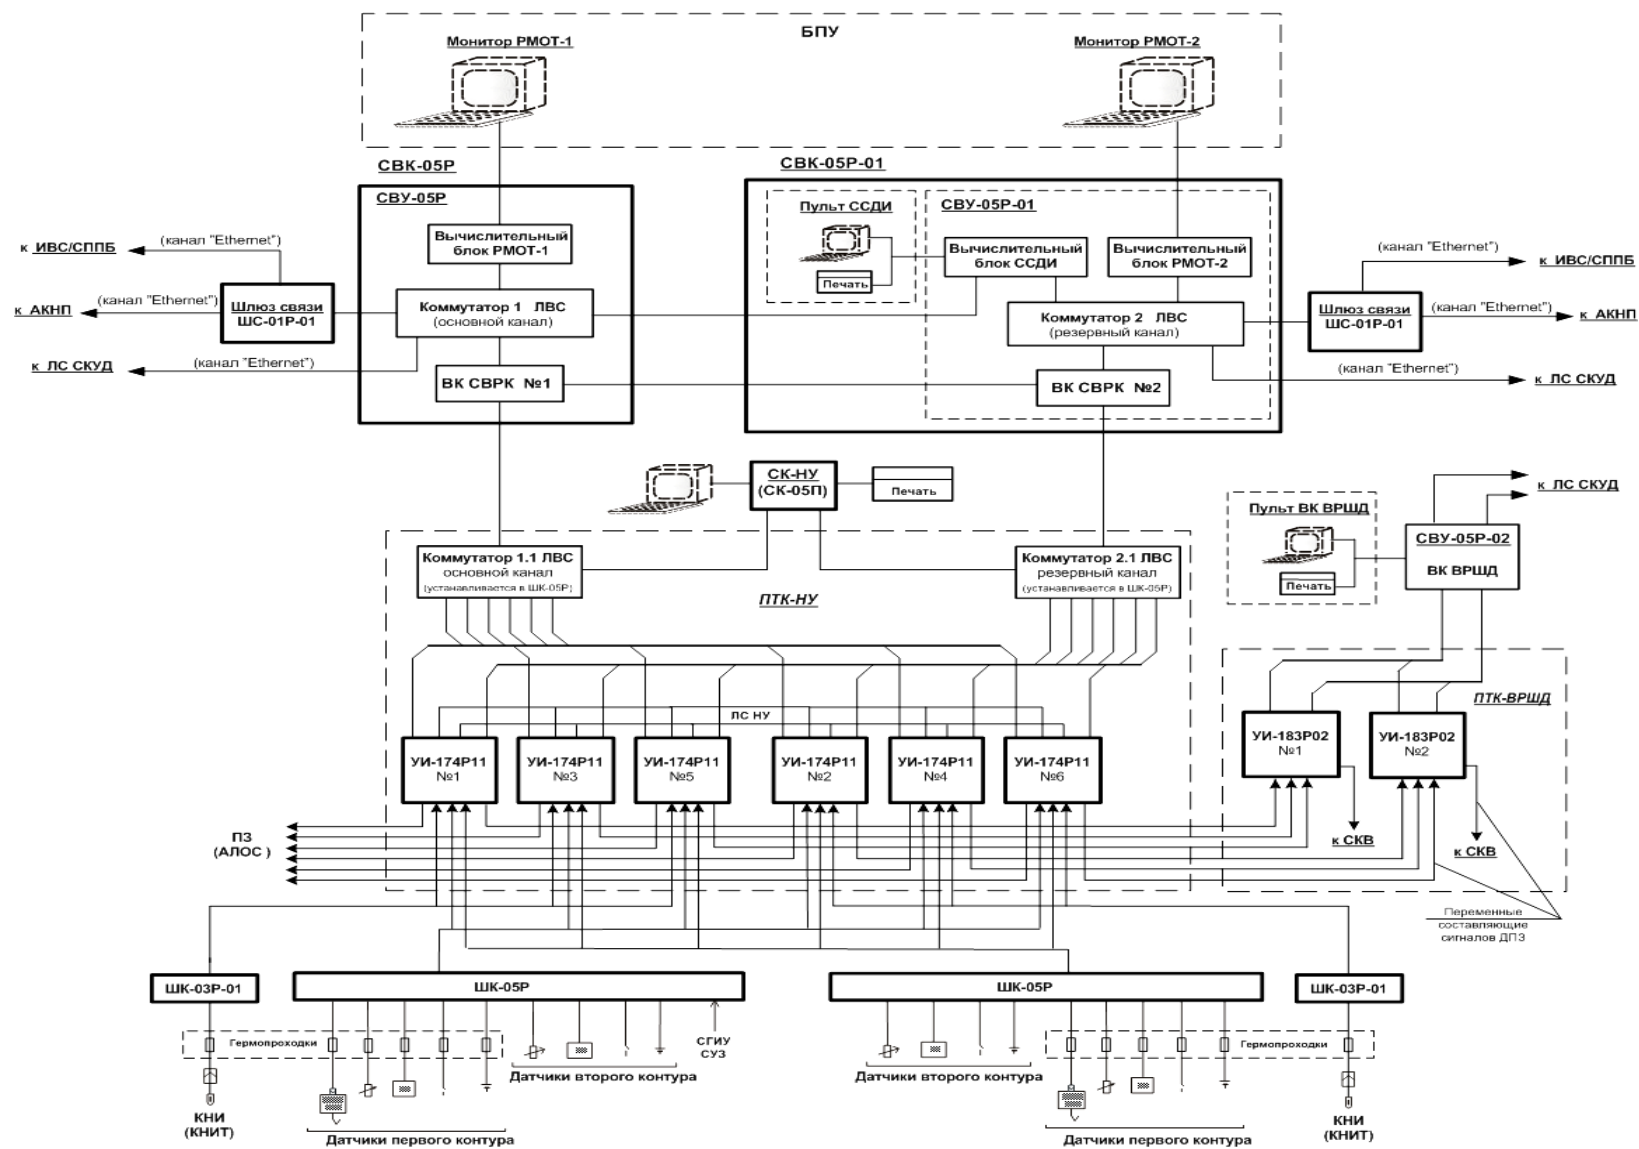 БПУ
Монитор РМОТ-1
Монитор РМОТ-2
СВК-05Р
СВК-05Р-01
СВУ-05Р
Пульт ССДИ
СВУ-05Р-01
Вычислительный
блок РМОТ-1
Печать
Вычислительный
блок ССДИ
Вычислительный
блок РМОТ-2
(канал "Ethernet")
к ИВС/СППБ
(канал "Ethernet")
к АКНП
Шлюз связи
ШС-01Р-01
Коммутатор 1 ЛВС
(основной канал)
Коммутатор 2 ЛВС
(резервный канал)
(канал "Ethernet")
к ИВС/СППБ
Шлюз связи
ШС-01Р-01
(канал "Ethernet")
к АКНП
(канал "Ethernet")
к ЛС СКУД
ВК СВРК №1
ВК СВРК №2
(канал "Ethernet")
к ЛС СКУД
СК-НУ
(СК-05П)
Печать
к ЛС СКУД
Пульт ВК ВРШД
Печать
СВУ-05Р-02
ВК ВРШД
Коммутатор 1.1 ЛВС
основной канал
(устанавливается в ШК-05Р)
Коммутатор 2.1 ЛВС
резервный канал
(устанавливается в ШК-05Р)
ПТК-НУ
ПТК-ВРШД
ЛС НУ
УИ-174Р11
№1
УИ-174Р11
№3
УИ-174Р11
№5
УИ-174Р11
№2
УИ-174Р11
№4
УИ-174Р11
№6
УИ-183Р02
№1
УИ-183Р02
№2
ПЗ
(АЛОС )
к СКВ
к СКВ
Переменные
составляющие
сигналов ДПЗ
ШК-03Р-01
ШК-05Р
ШК-05Р
ШК-03Р-01
Гермопроходки
СГИУ
СУЗ
Гермопроходки
Датчики второго контура
Датчики второго контура
КНИ
(КНИТ)
Датчики первого контура
Датчики первого контура
КНИ
(КНИТ)